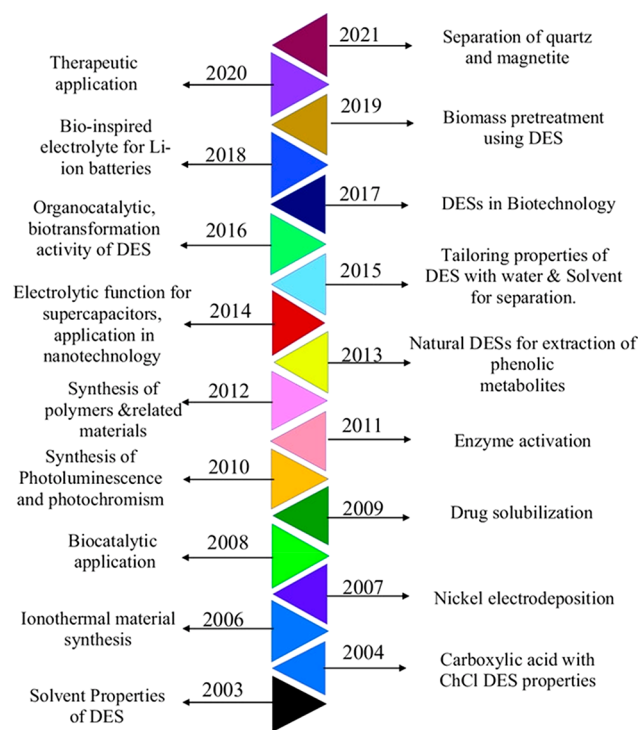 2021
Separation of quartz
and magnetite
Therapeutic
application
2020
2019
Biomass pretreatment
using DES
Bio-inspired
electrolyte for Li-
ion batteries
2018
2017
DESs in Biotechnology
Organocatalytic,
biotransformation
activity of DES
2016
2015
Tailoring properties of
DES with water & Solvent
for separation.
Electrolytic function for
supercapacitors,
application in
nanotechnology
2014
2013
Natural DESs for extraction of
phenolic
metabolites
Synthesis of
polymers &related
materials
2012
2011
Enzyme activation
Synthesis of
Photoluminescence
and photochromism
2010
2009
Drug solubilization
Biocatalytic
application
2008
2007
Nickel electrodeposition
Ionothermal material
synthesis
2006
2004
Carboxylic acid with
ChCl DES properties
Solvent Properties
of DES
2003